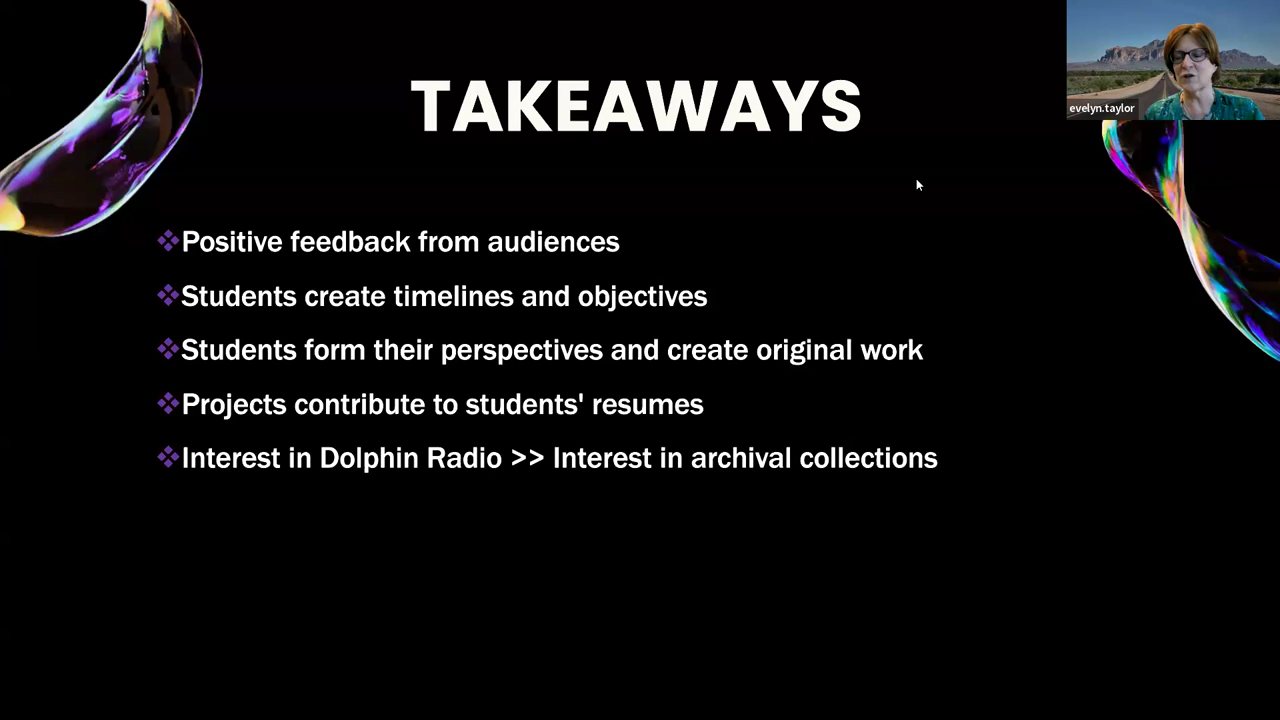 TAKEAWAYS
evelyn.taylor
Positive feedback from audiences
Students create timelines and objectives
Students form their perspectives and create original work
Projects contribute to students' resumes
Interest in Dolphin Radio >> Interest in archival collections